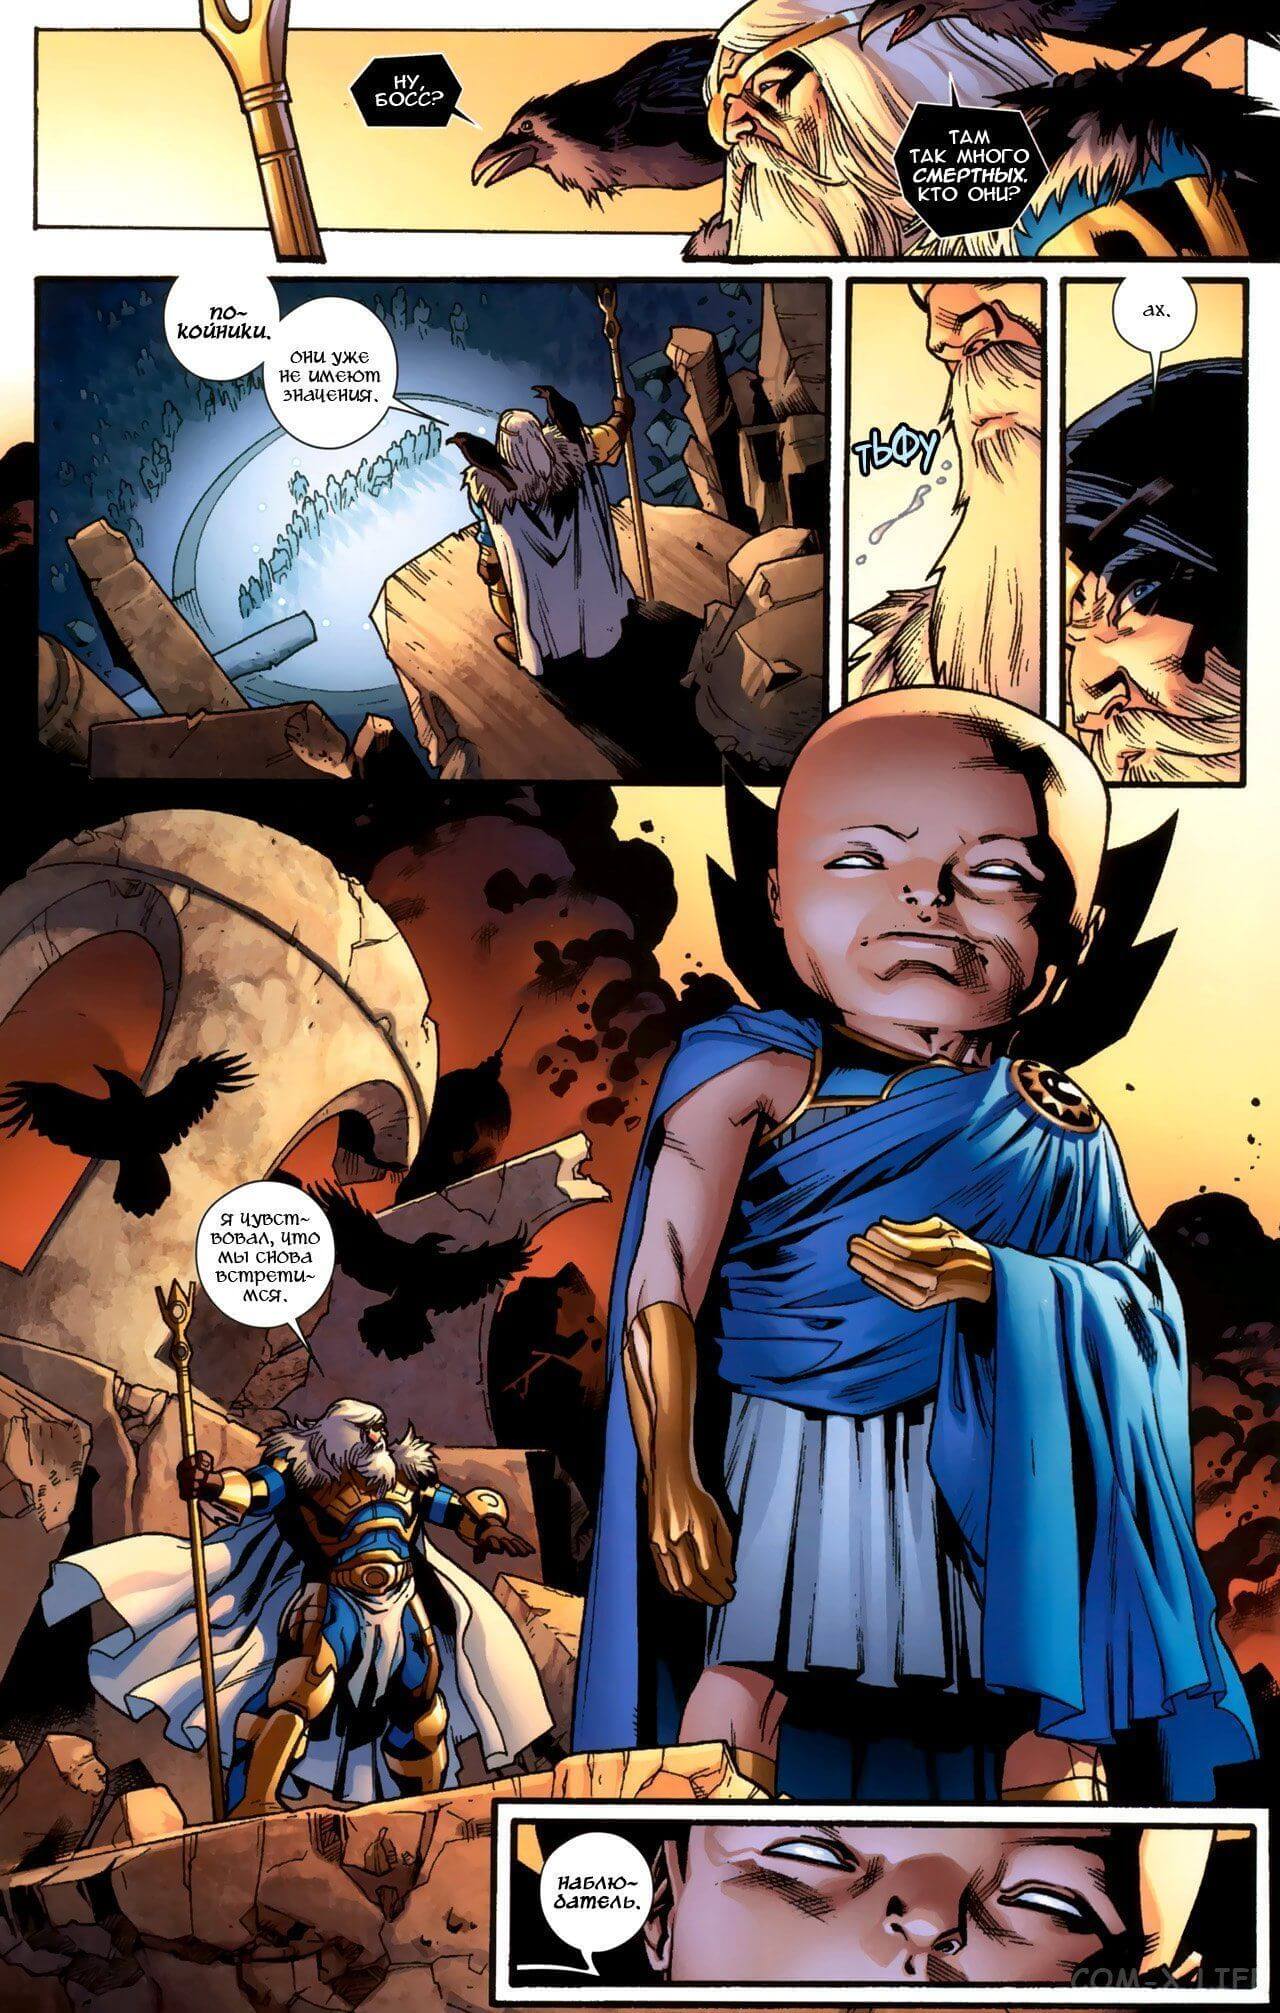 НУ,
БОСС?
ТАМ
ТАК МНОГО
СМЕРТНЫХ.
КТО ОНИ?
ПО-
КОЙНИКИ.
ОНИ УЖЕ
НЕ ИМЕЮТ
ЗНАЧЕНИЯ.
ТЬФУ
АХ.
Я ЧУВСТ-
ВОВАЛ, ЧТО
МЫ СНОВА
ВСТРЕТИ-
МСЯ.
НАБЛЮ-
ДАТЕЛЬ.
COM-X.LIFE